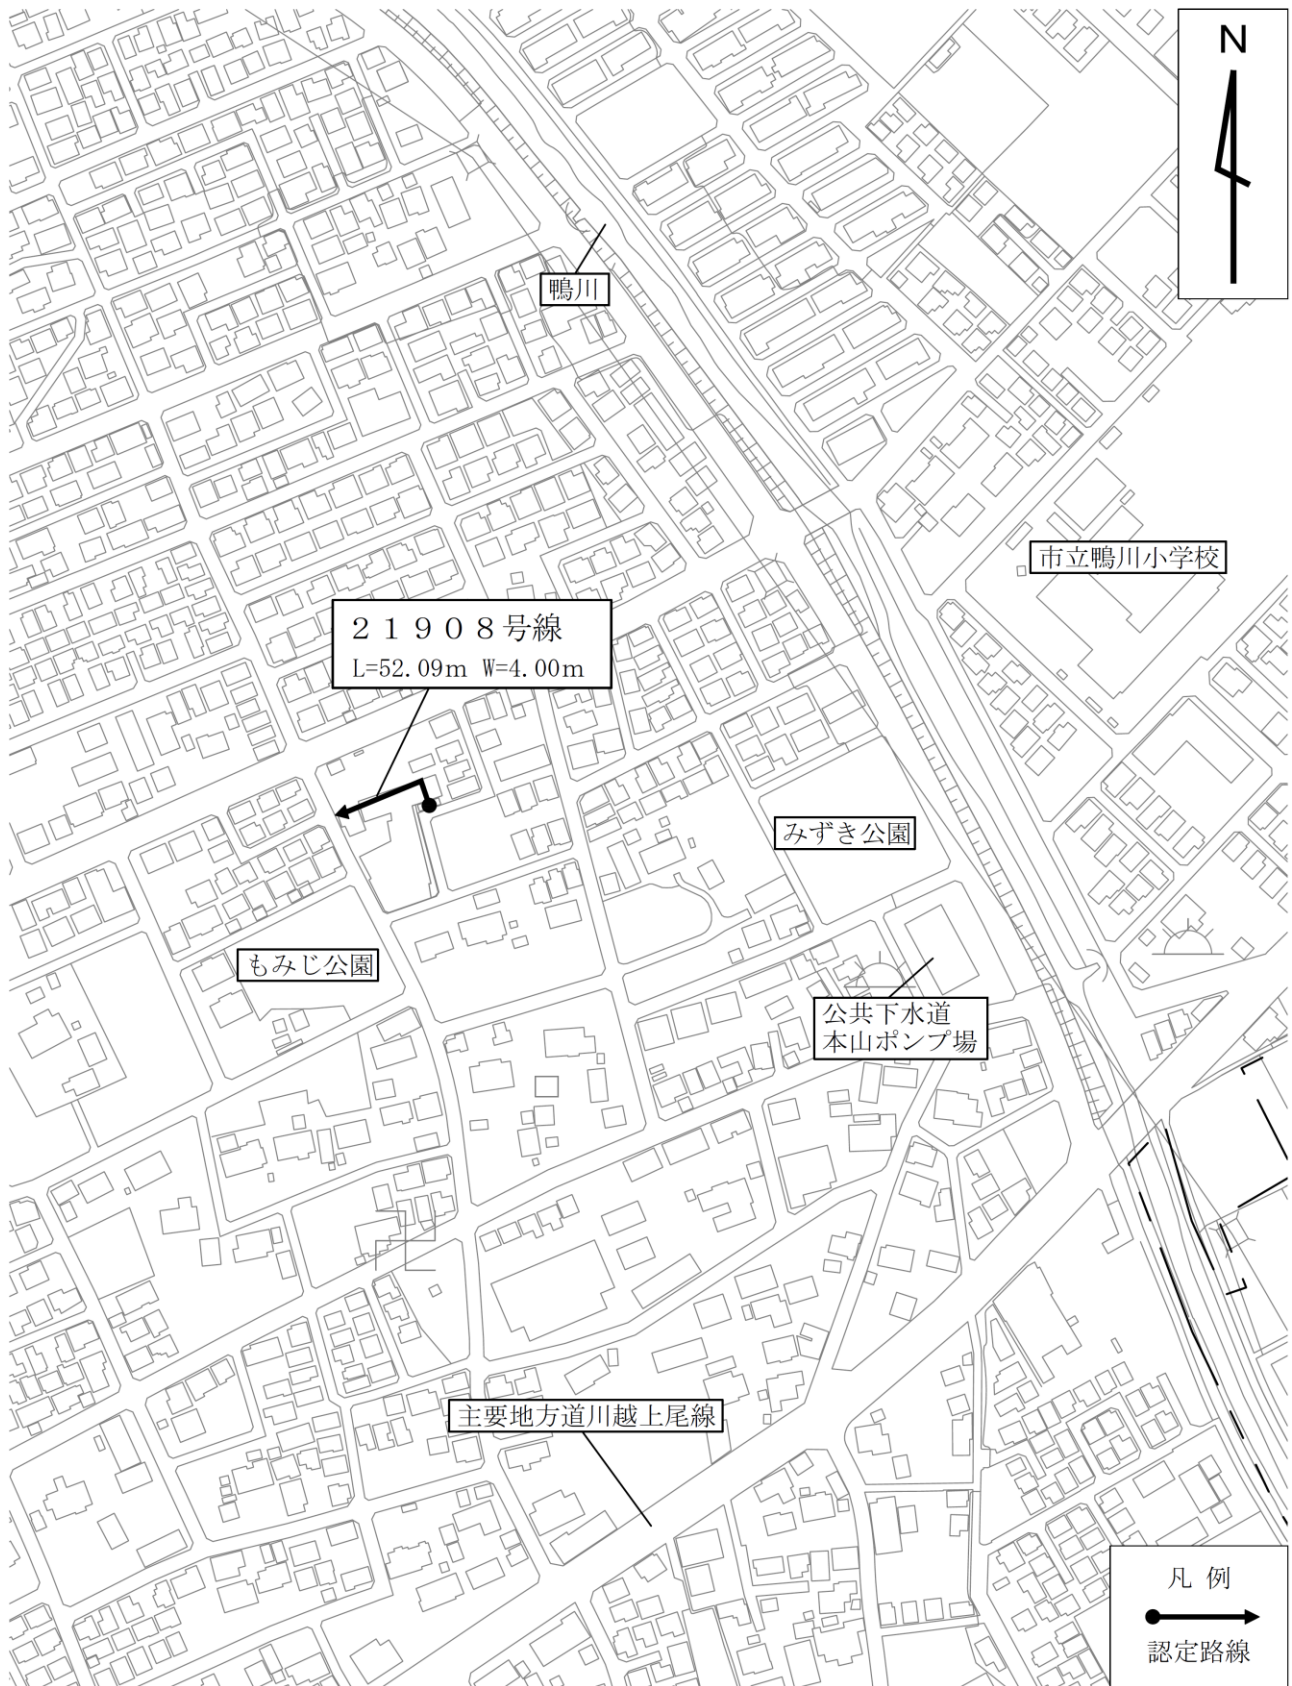 N
鴨川
市立鴨川小学校
２１９０８号線
L=52.09m W=4.00m
みずき公園
もみじ公園
公共下水道
本山ポンプ場
主要地方道川越上尾線
凡 例
認定路線